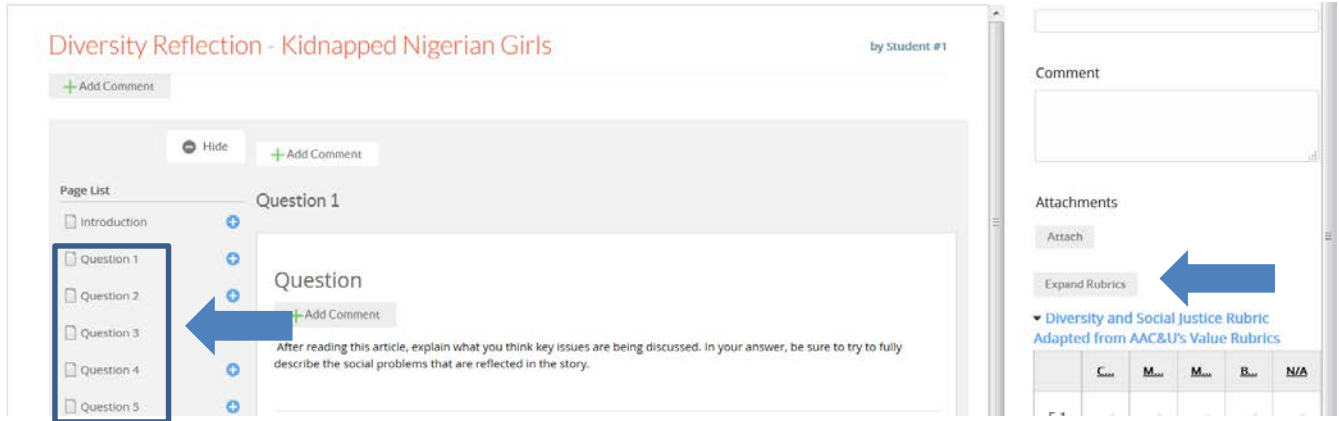 Diversity Reflection - Kidnapped Nigerian Girls
by Student #1
Add Comment
Hide
Add Comment
Page List
Introduction
Question 1
Question 2
Question 3
Question 4
Question 5
Question 1
Question
Add Comment
After reading this article, explain what you think key issues are being discussed. In your answer, be sure to try to fully
describe the social problems that are reflected in the story.
Comment
Attachments
Attach
Expand Rubrics
Diversity and Social Justice Rubric
Adapted from AAC&U's Value Rubrics
C... M... M... B... N/A